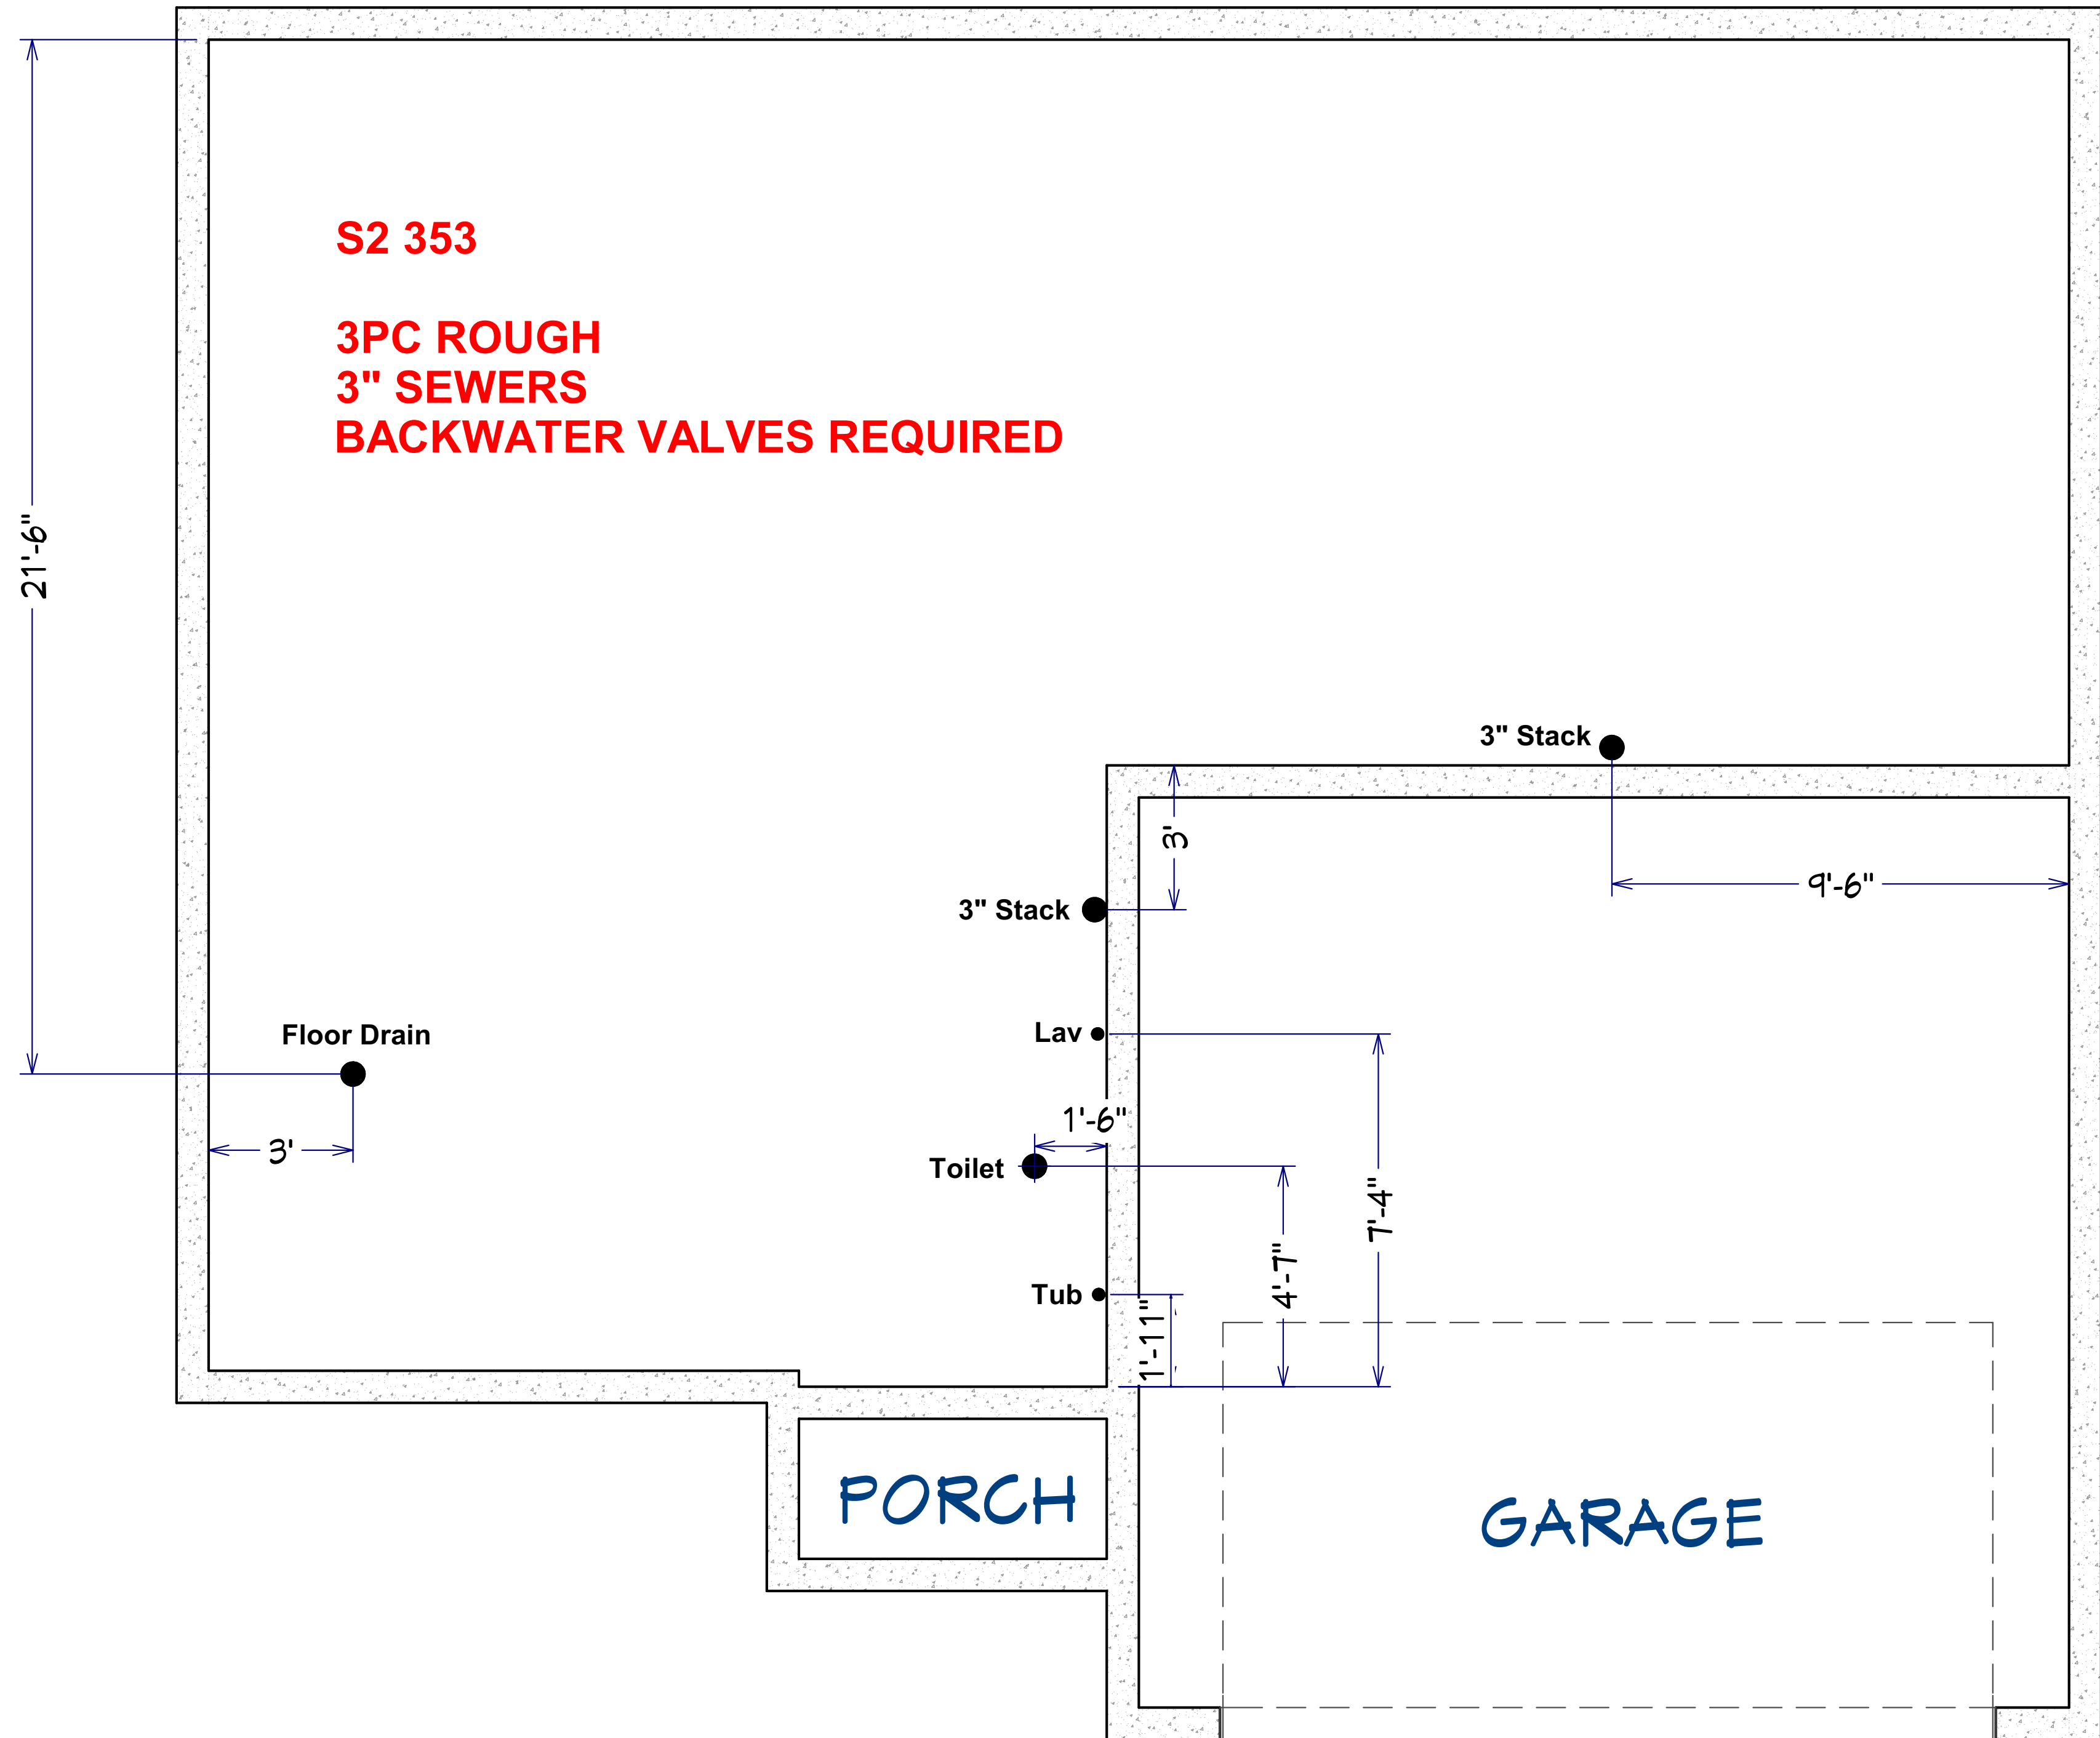 S2 353
3PC ROUGH
3" SEWERS
BACKWATER VALVES REQUIRED
21'-6"
3" Stack
3'
9'-6"
3" Stack
Floor Drain
Lav
1'-6"
3'
Toilet
7'-4"
4'-7"
Tub
1'-11"
PORCH
GARAGE